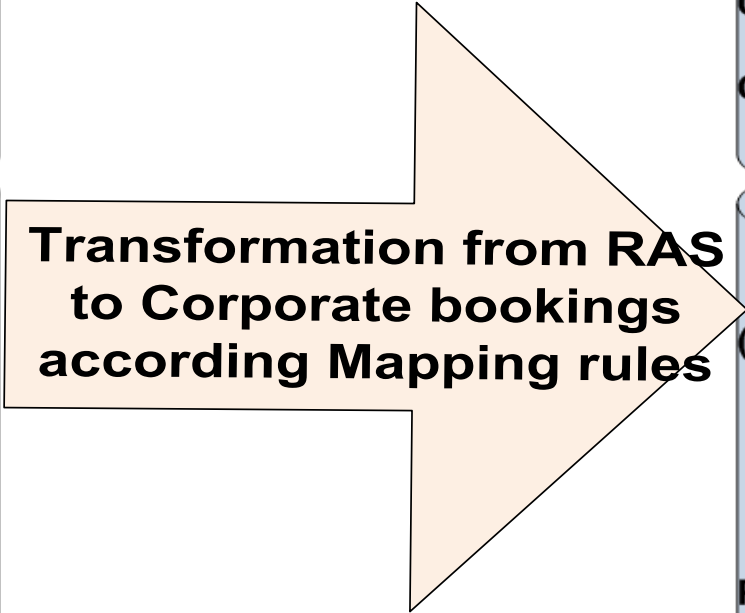 Transformation from RAS
to Corporate bookings
according Mapping rules